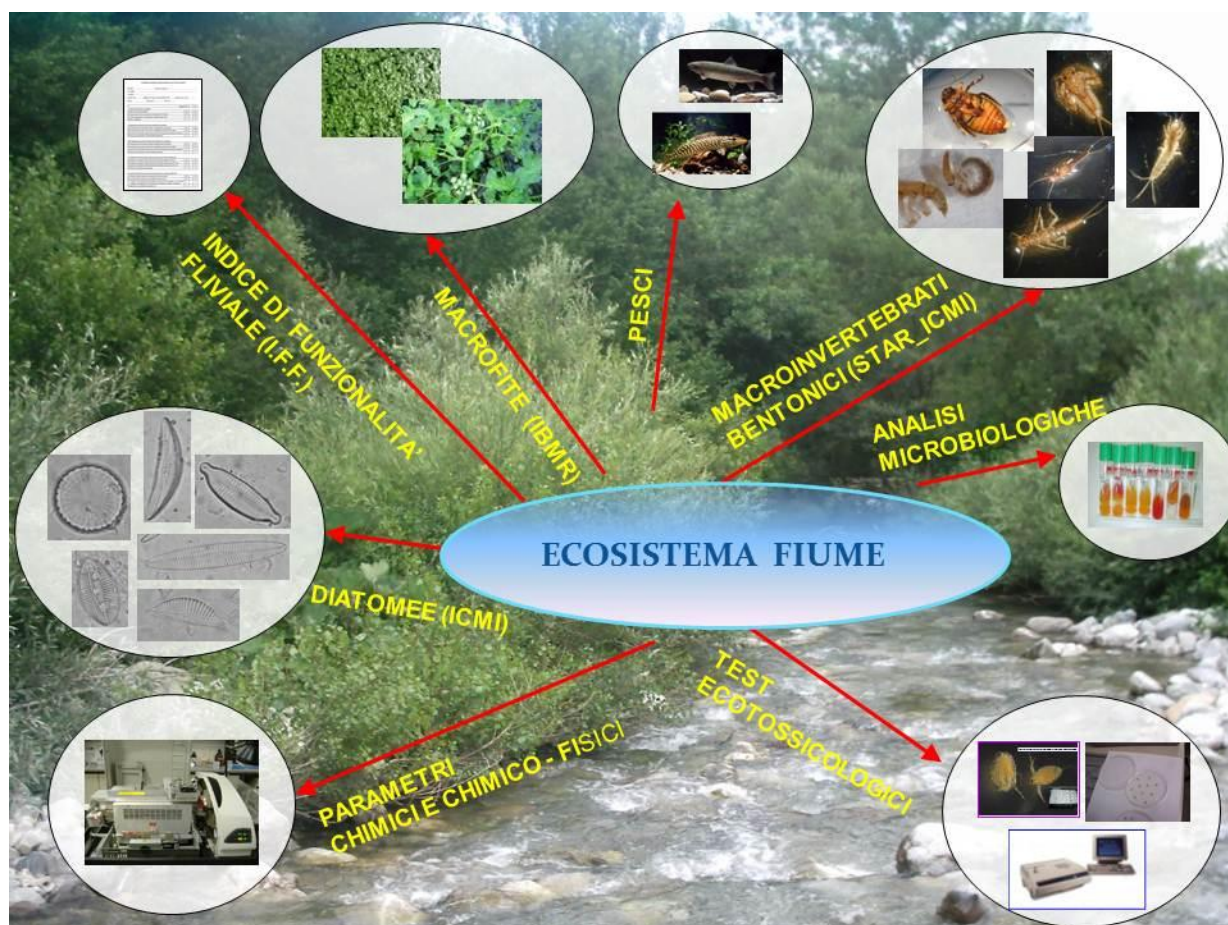 INDICE DI FUNZIONALITA'
FLIVIALE (I.F.F.)
MACROFITE (IBMR)
PESCI
MACROINVERTEBRATI
BENTONICI (STAR_ICMI)
ANALISI
MICROBIOLOGICHE
ECOSISTEMA FIUME
DIATOMEE (ICMI)
PARAMETRI
CHIMICI E CHIMICO - FISICI
TEST
ECOTOSSICOLOGICI